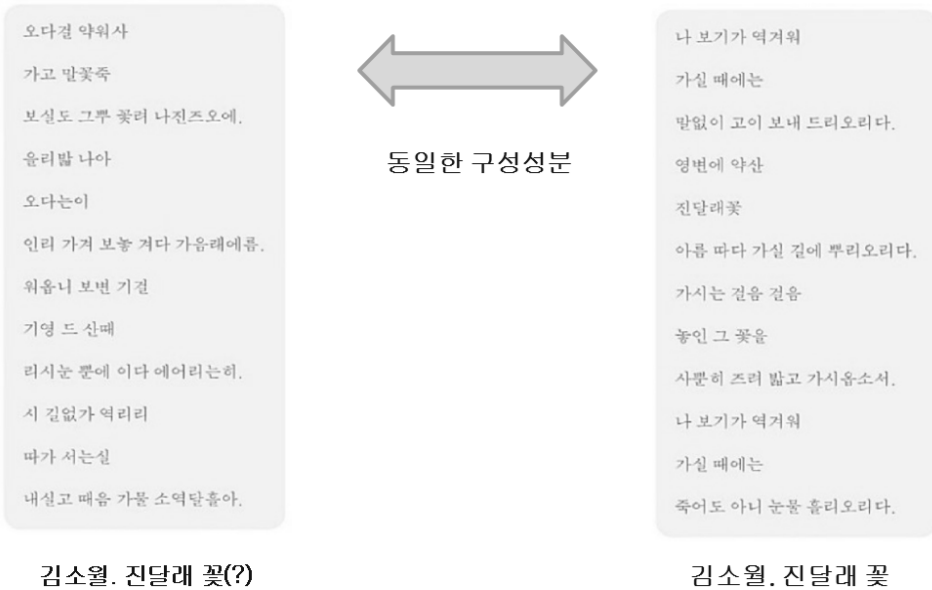 오다걸 약워사
가고 말꽃죽
보실도 그뿌 꽃려 나진즈오에.
을리밟 나아
오다는이
인리 가겨 보놓 겨다 가음래에름.
워옵니 보변 기걸
기영 드 산때
리시눈 뿐에 이다 에어리는히.
시 길없가 역리리
따가 서는실
내실고 때음 가물 소역달흘아.
김소월. 진달래 꽃(?)
동일한 구성성분
나 보기가 역겨워
가실 때에는
말없이 고이 보내 드리오리다.
영변에 약산
진달래꽃
아름 따다 가실 길에 뿌리오리다.
가시는 걸음 걸음
놓인 그 꽃을
사뿐히 즈려 밟고 가시옵소서.
나 보기가 역겨워
가실 때에는
죽어도 아니 눈물 흘리오리다.
김소월. 진달래 꽃